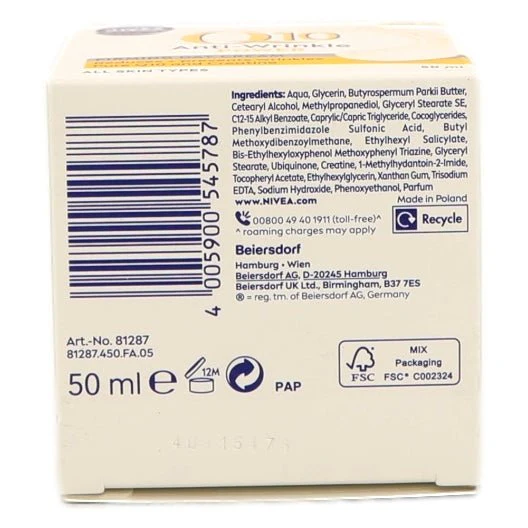 Q10
Anti-Wrinkle
POWER
FIRMING DAY CREAM
ALL SKIN TYPES
50 ml
Ingredients: Aqua, Glycerin, Butyrospermum Parkii Butter,
Cetearyl Alcohol, Methylpropanediol, Glyceryl Stearate SE,
C12-15 Alkyl Benzoate, Caprylic/Capric Triglyceride, Cocoglycerides,
Phenylbenzimidazole Sulfonic Acid, Butyl
Methoxydibenzoylmethane, Ethylhexyl Salicylate,
Bis-Ethylhexyloxyphenol Methoxyphenyl Triazine, Glyceryl
Stearate, Ubiquinone, Creatine, 1-Methylhydantoin-2-Imide,
Tocopheryl Acetate, Ethylhexylglycerin, Xanthan Gum, Trisodium
EDTA, Sodium Hydroxide, Phenoxyethanol, Parfum
www.NIVEA.com
Made in Poland
00800 49 40 1911 (toll-free)^
^ roaming charges may apply
Recycle
Beiersdorf
Hamburg • Wien
Beiersdorf AG, D-20245 Hamburg
Beiersdorf UK Ltd., Birmingham, B37 7ES
® = reg. tm. of Beiersdorf AG, Germany
4 005900 545787
Art.-No. 81287
81287.450.FA.05
50 ml e
12M
PAP
FSC
MIX
Packaging
FSC® C002324